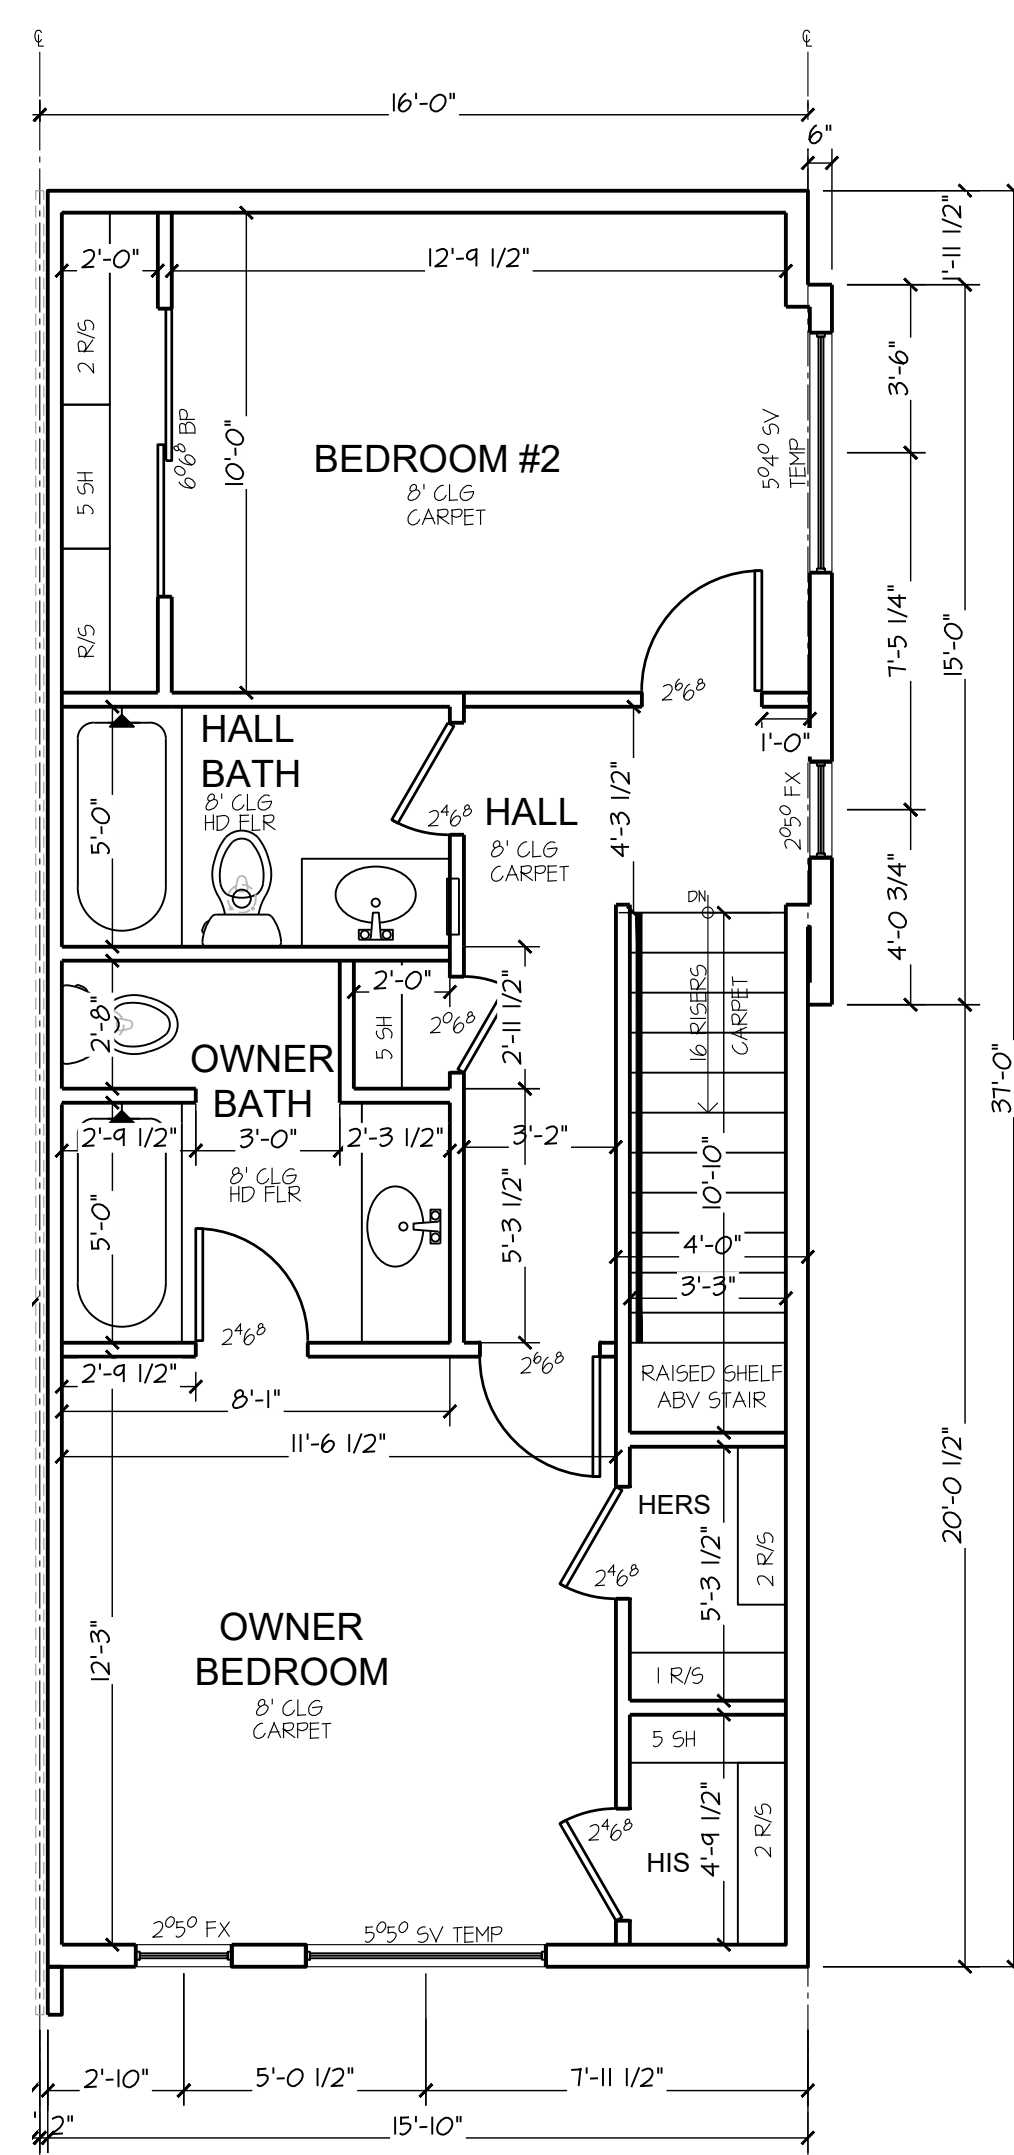 ℄
℄
16'-0"
6"
1'-11 1/2"
2'-0"
12'-9 1/2"
2 R/S
3'-6"
6⁰6⁸ BP
10'-0"
BEDROOM #2
8' CLG
CARPET
5⁰4⁰ SV
TEMP
5 SH
R/S
7'-5 1/4"
15'-0"
2⁶6⁸
HALL
BATH
8' CLG
HD FLR
1'-0"
5'-0"
2⁴6⁸
HALL
8' CLG
CARPET
4'-3 1/2"
2⁰5⁰ FX
DN
4'-0 3/4"
2'-0"
2'-8"
5 SH
2⁰6⁸
2'-11 1/2"
16 RISERS
CARPET
OWNER
BATH
37'-0"
2'-9 1/2"
3'-0"
2'-3 1/2"
3'-2"
8' CLG
HD FLR
10'-10"
5'-0"
5'-3 1/2"
4'-0"
3'-3"
2⁴6⁸
2⁶6⁸
2'-9 1/2"
RAISED SHELF
ABV STAIR
8'-1"
11'-6 1/2"
HERS
20'-0 1/2"
2⁴6⁸
5'-3 1/2"
2 R/S
OWNER
BEDROOM
8' CLG
CARPET
12'-3"
1 R/S
5 SH
2⁴6⁸
HIS
4'-9 1/2"
2 R/S
2⁰5⁰ FX
5⁰5⁰ SV TEMP
2'-10"
5'-0 1/2"
7'-11 1/2"
2"
15'-10"